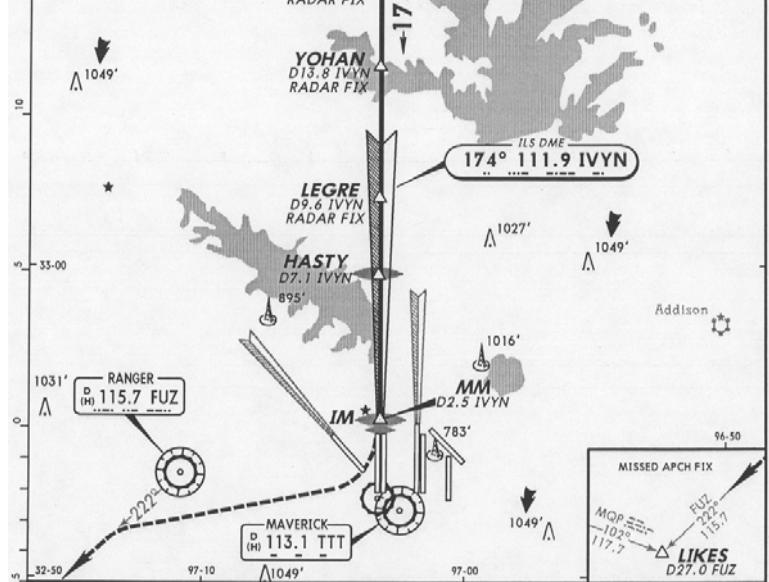 RADAR FIX
17
YOHAN
D13.8 IVYN
RADAR FIX
1049'
10
ILS DME
174° 111.9 IVYN
LEGRE
D9.6 IVYN
RADAR FIX
1027'
1049'
HASTY
D7.1 IVYN
5
33-00
895'
Addison
1016'
1031'
RANGER
D
(H) 115.7 FUZ
MM
D2.5 IVYN
IM
0
783'
96-50
MISSED APCH FIX
222°
FUZ
222°
115.7
MQP
102°
117.7
LIKES
D27.0 FUZ
1049'
MAVERICK
D
(H) 113.1 TTT
5
32-50
97-10
1049'
97-00